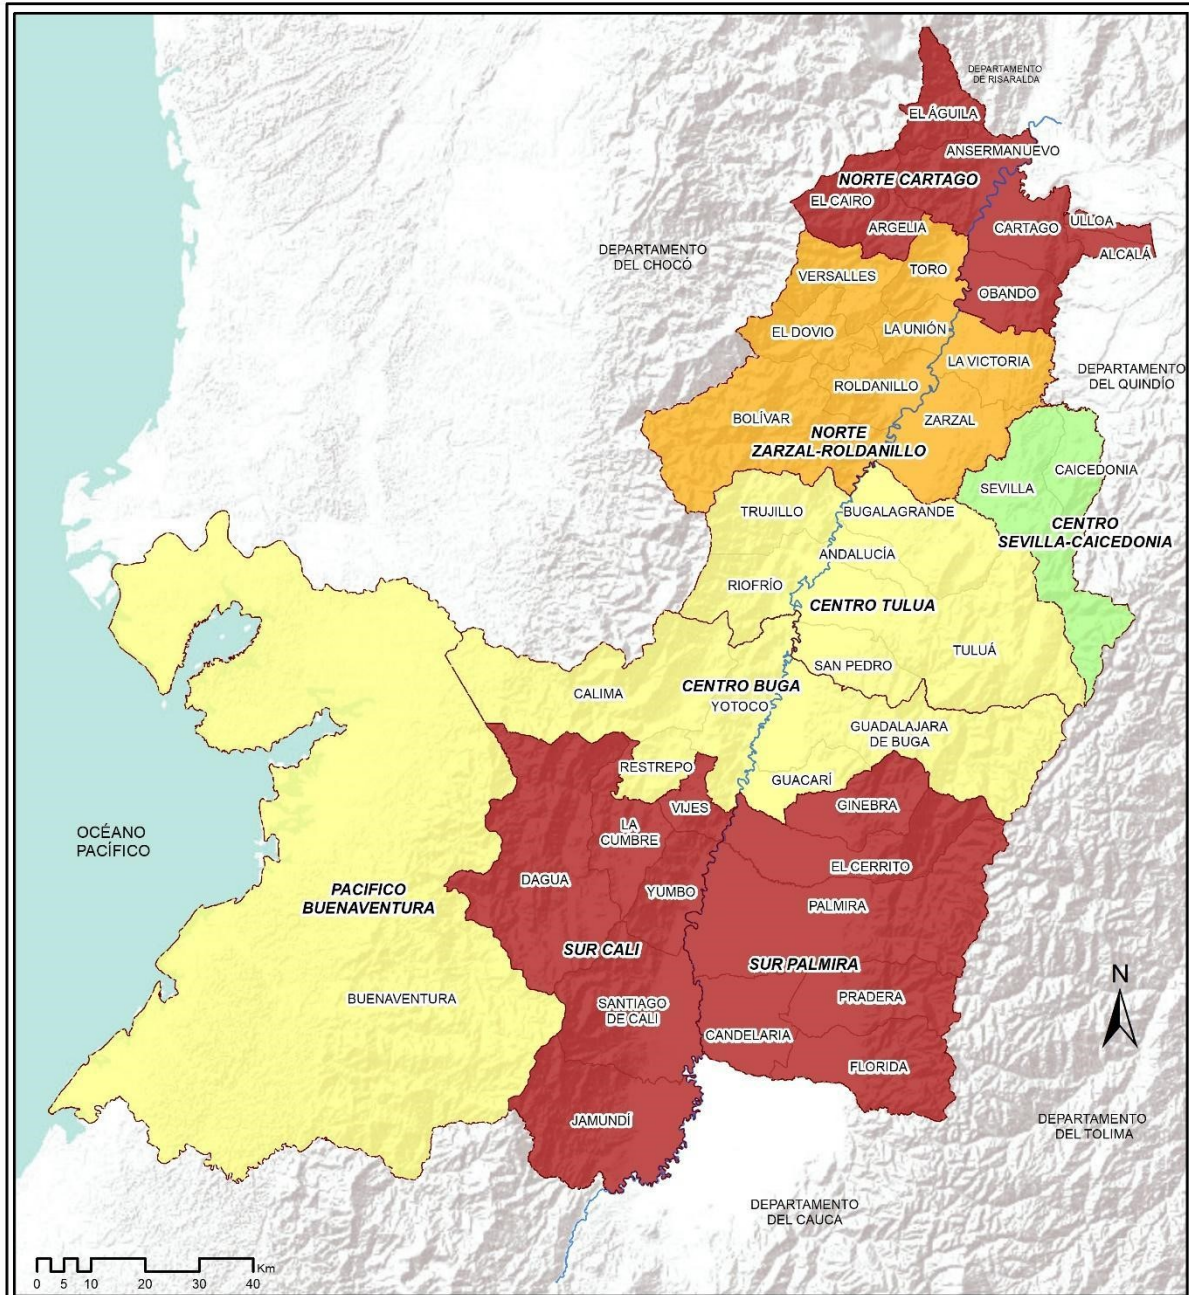 DEPARTAMENTO
DE RISARALDA
EL ÁGUILA
ANSERMANUEVO
NORTE CARTAGO
EL CAIRO
ARGELIA
CARTAGO
ULLOA
ALCALÁ
DEPARTAMENTO
DEL CHOCÓ
VERSALLES
TORO
OBANDO
EL DOVIO
LA UNIÓN
LA VICTORIA
DEPARTAMENTO
DEL QUINDÍO
ROLDANILLO
BOLÍVAR
ZARZAL
NORTE
ZARZAL-ROLDANILLO
CAICEDONIA
SEVILLA
CENTRO
SEVILLA-CAICEDONIA
TRUJILLO
BUGALAGRANDE
ANDALUCÍA
RIOFRÍO
CENTRO TULUA
TULUÁ
SAN PEDRO
CALIMA
CENTRO BUGA
YOTOCO
GUADALAJARA
DE BUGA
RESTREPO
GUACARÍ
VIJES
GINEBRA
LA
CUMBRE
OCÉANO
PACÍFICO
EL CERRITO
DAGUA
YUMBO
PACIFICO
BUENAVENTURA
PALMIRA
SUR CALI
SUR PALMIRA
N
BUENAVENTURA
SANTIAGO
DE CALI
PRADERA
CANDELARIA
FLORIDA
JAMUNDÍ
DEPARTAMENTO
DEL TOLIMA
DEPARTAMENTO
DEL CAUCA
Km
0 5 10 20 30 40